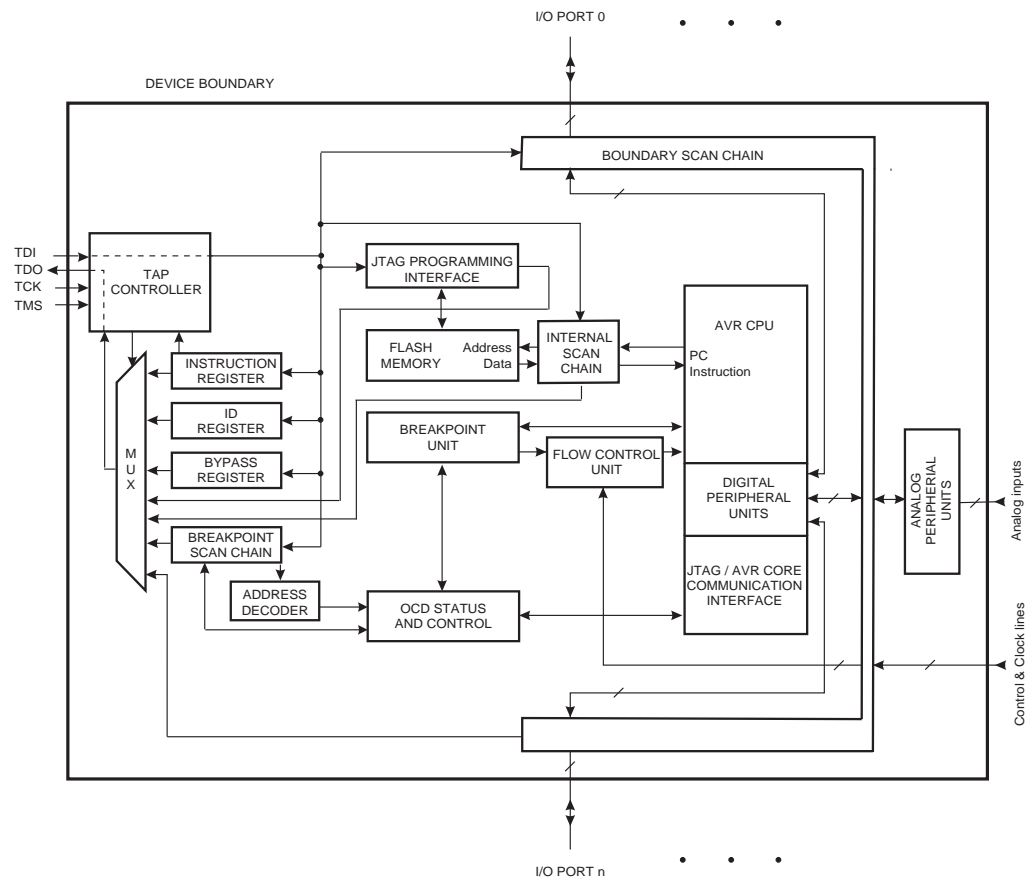 I/O PORT 0
DEVICE BOUNDARY
BOUNDARY SCAN CHAIN
TDI
TDO
TCK
TMS
TAP
CONTROLLER
JTAG PROGRAMMING
INTERFACE
AVR CPU
FLASH
MEMORY
Address
Data
INTERNAL
SCAN
CHAIN
PC
Instruction
INSTRUCTION
REGISTER
ID
REGISTER
BYPASS
REGISTER
MUX
BREAKPOINT
UNIT
FLOW CONTROL
UNIT
DIGITAL
PERIPHERAL
UNITS
ANALOG
PERIPHERIAL
UNITS
Analog inputs
BREAKPOINT
SCAN CHAIN
ADDRESS
DECODER
OCD STATUS
AND CONTROL
JTAG / AVR CORE
COMMUNICATION
INTERFACE
Control & Clock lines
I/O PORT n